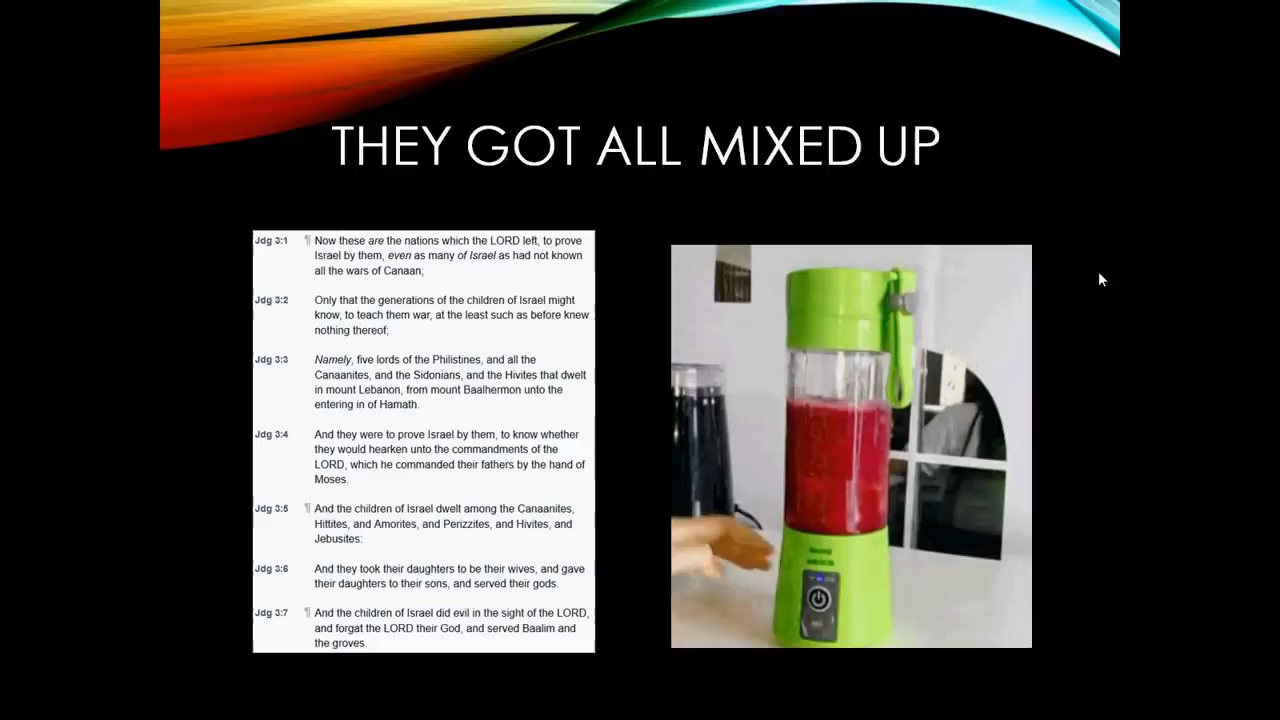 THEY GOT ALL MIXED UP
Jdg 3:1 ¶ Now these are the nations which the LORD left, to prove
Israel by them, even as many of Israel as had not known
all the wars of Canaan;
Jdg 3:2 Only that the generations of the children of Israel might
know, to teach them war, at the least such as before knew
nothing thereof;
Jdg 3:3 Namely, five lords of the Philistines, and all the
Canaanites, and the Sidonians, and the Hivites that dwelt
in mount Lebanon, from mount Baalhermon unto the
entering in of Hamath.
Jdg 3:4 And they were to prove Israel by them, to know whether
they would hearken unto the commandments of the
LORD, which he commanded their fathers by the hand of
Moses.
Jdg 3:5 ¶ And the children of Israel dwelt among the Canaanites,
Hittites, and Amorites, and Perizzites, and Hivites, and
Jebusites:
Jdg 3:6 And they took their daughters to be their wives, and gave
their daughters to their sons, and served their gods.
Jdg 3:7 ¶ And the children of Israel did evil in the sight of the LORD,
and forgat the LORD their God, and served Baalim and
the groves.